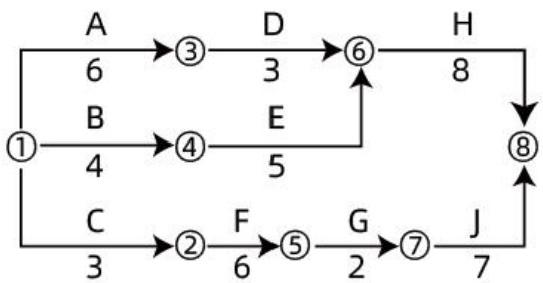 A D H
③ ⑥
6 3 8
B E
① ④ ⑧
4 5
C F G J
② ⑤ ⑦
3 6 2 7